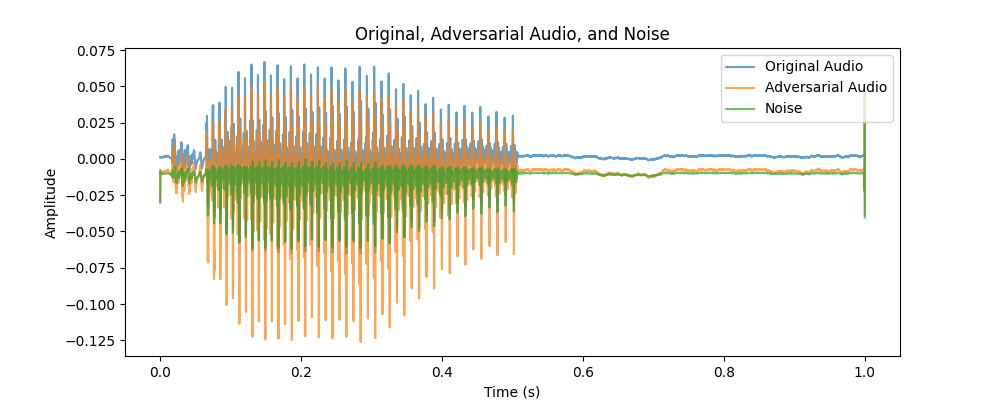 Original, Adversarial Audio, and Noise
Original Audio
Adversarial Audio
Noise
Amplitude
0.075
0.050
0.025
0.000
−0.025
−0.050
−0.075
−0.100
−0.125
0.0
0.2
0.4
0.6
0.8
1.0
Time (s)